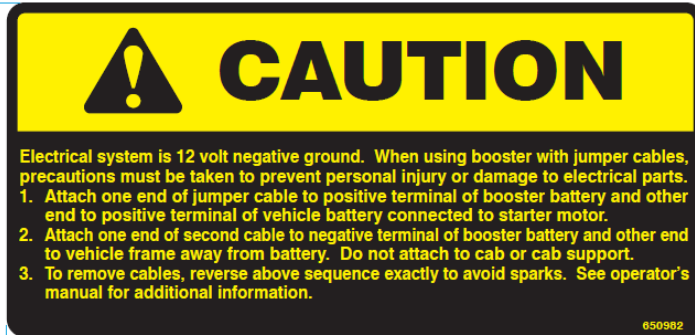 CAUTION
Electrical system is 12 volt negative ground.  When using booster with jumper cables,
precautions must be taken to prevent personal injury or damage to electrical parts.
1.  Attach one end of jumper cable to positive terminal of booster battery and other
end to positive terminal of vehicle battery connected to starter motor.
2.  Attach one end of second cable to negative terminal of booster battery and other end
to vehicle frame away from battery.  Do not attach to cab or cab support.
3.  To remove cables, reverse above sequence exactly to avoid sparks.  See operator's
manual for additional information.
650982